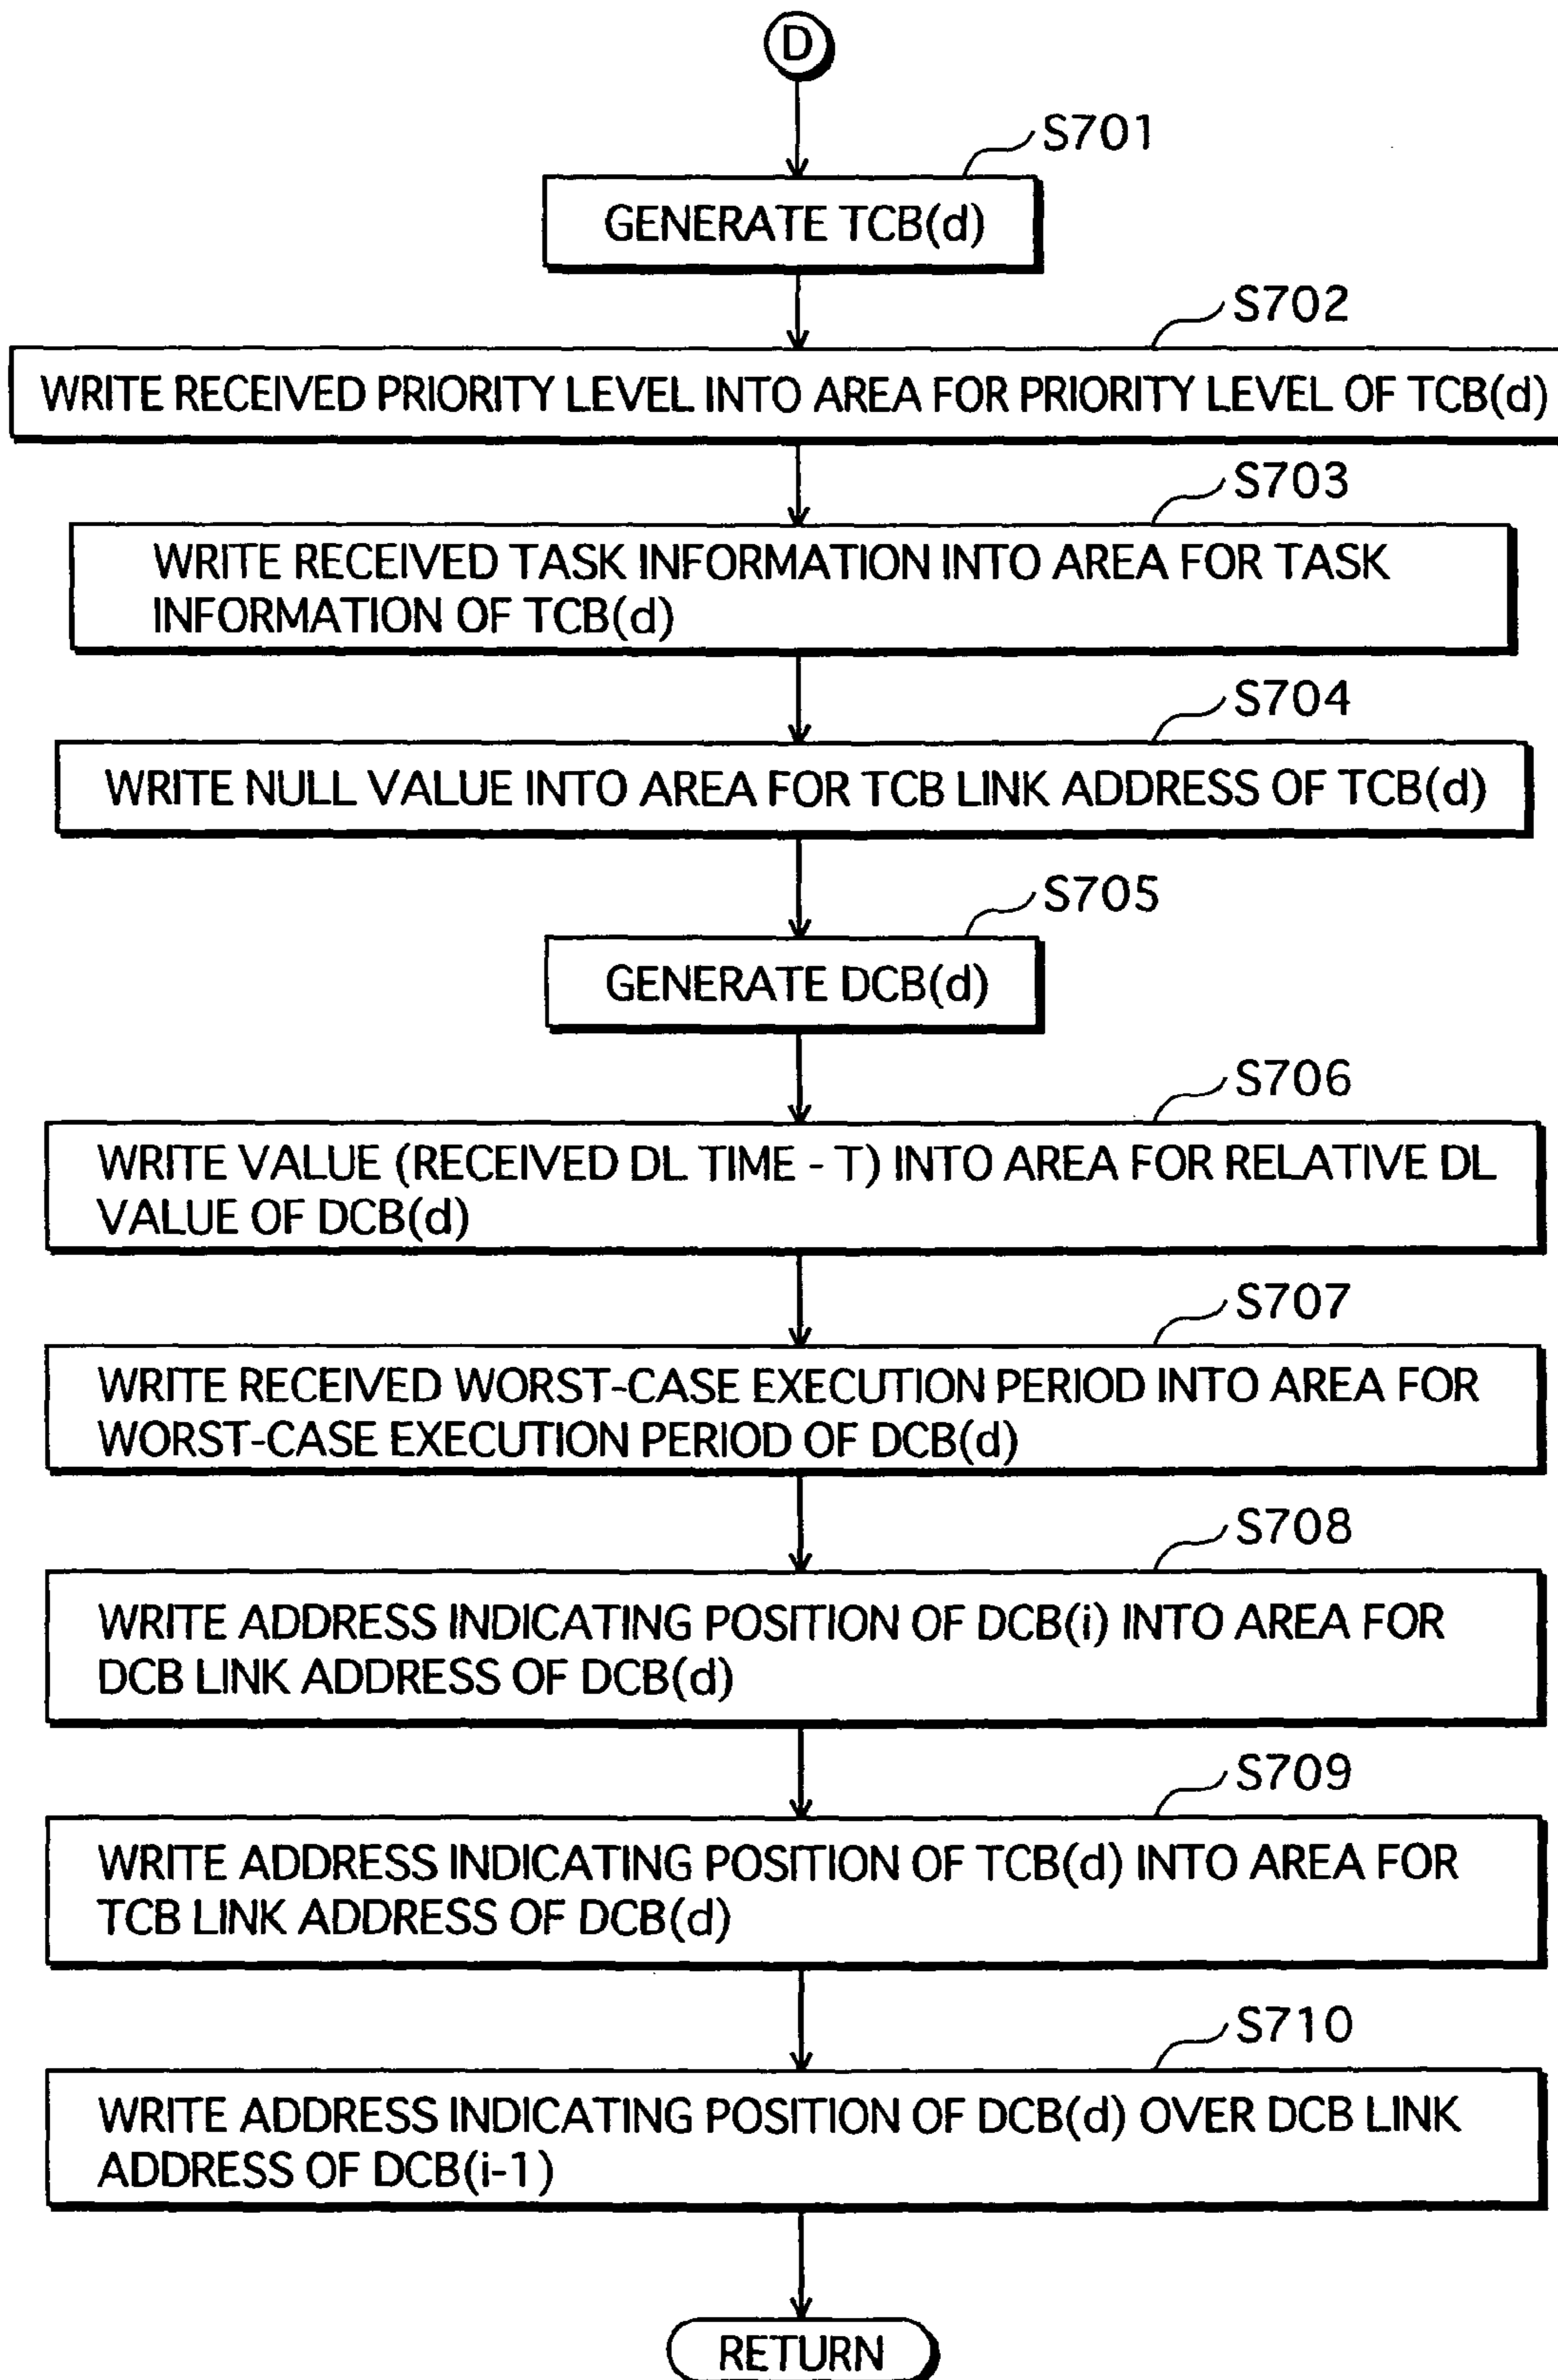 D
S701
GENERATE TCB(d)
S702
WRITE RECEIVED PRIORITY LEVEL INTO AREA FOR PRIORITY LEVEL OF TCB(d)
S703
WRITE RECEIVED TASK INFORMATION INTO AREA FOR TASK
INFORMATION OF TCB(d)
S704
WRITE NULL VALUE INTO AREA FOR TCB LINK ADDRESS OF TCB(d)
S705
GENERATE DCB(d)
S706
WRITE VALUE (RECEIVED DL TIME - T) INTO AREA FOR RELATIVE DL
VALUE OF DCB(d)
S707
WRITE RECEIVED WORST-CASE EXECUTION PERIOD INTO AREA FOR
WORST-CASE EXECUTION PERIOD OF DCB(d)
S708
WRITE ADDRESS INDICATING POSITION OF DCB(i) INTO AREA FOR
DCB LINK ADDRESS OF DCB(d)
S709
WRITE ADDRESS INDICATING POSITION OF TCB(d) INTO AREA FOR
TCB LINK ADDRESS OF DCB(d)
S710
WRITE ADDRESS INDICATING POSITION OF DCB(d) OVER DCB LINK
ADDRESS OF DCB(i-1)
RETURN